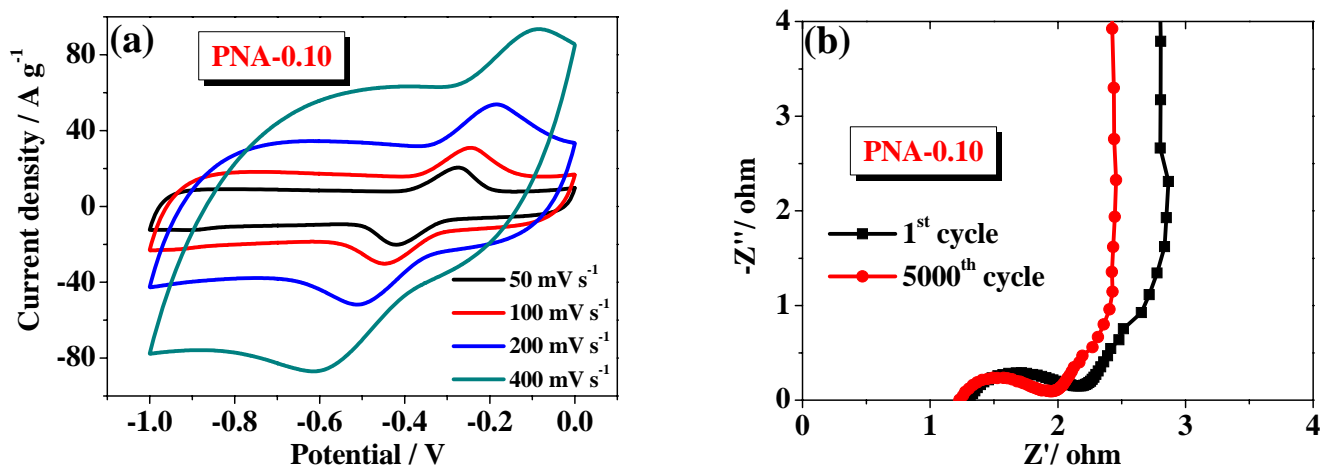 (a)
PNA-0.10
Current density / A g⁻¹
80
40
0
-40
-80
50 mV s⁻¹
100 mV s⁻¹
200 mV s⁻¹
400 mV s⁻¹
-1.0 -0.8 -0.6 -0.4 -0.2 0.0
Potential / V
(b)
PNA-0.10
-Z''/ ohm
4
3
2
1
0
1ˢᵗ cycle
5000ᵗʰ cycle
0 1 2 3 4
Z'/ ohm